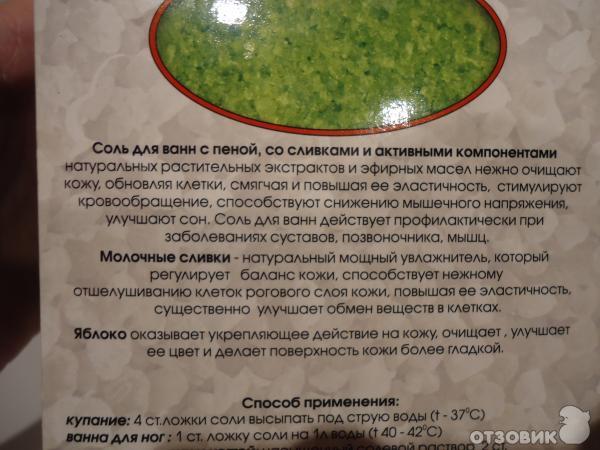 Соль для ванн с пеной, со сливками и активными компонентами
натуральных растительных экстрактов и эфирных масел нежно очищают
кожу, обновляя клетки, смягчая и повышая ее эластичность, стимулируют
кровообращение, способствуют снижению мышечного напряжения,
улучшают сон. Соль для ванн действует профилактически при
заболеваниях суставов, позвоночника, мышц.
Молочные сливки - натуральный мощный увлажнитель, который
регулирует баланс кожи, способствует нежному
отшелушиванию клеток рогового слоя кожи, повышая ее эластичность,
существенно улучшает обмен веществ в клетках.
Яблоко оказывает укрепляющее действие на кожу, очищает , улучшает
ее цвет и делает поверхность кожи более гладкой.
Способ применения:
купание: 4 ст.ложки соли высыпать под струю воды (t - 37°C)
ванна для ног : 1 ст. ложку соли на 1л воды (t 40 - 42°C)
солевой раствор 2 ст.
ОТЗОВИК